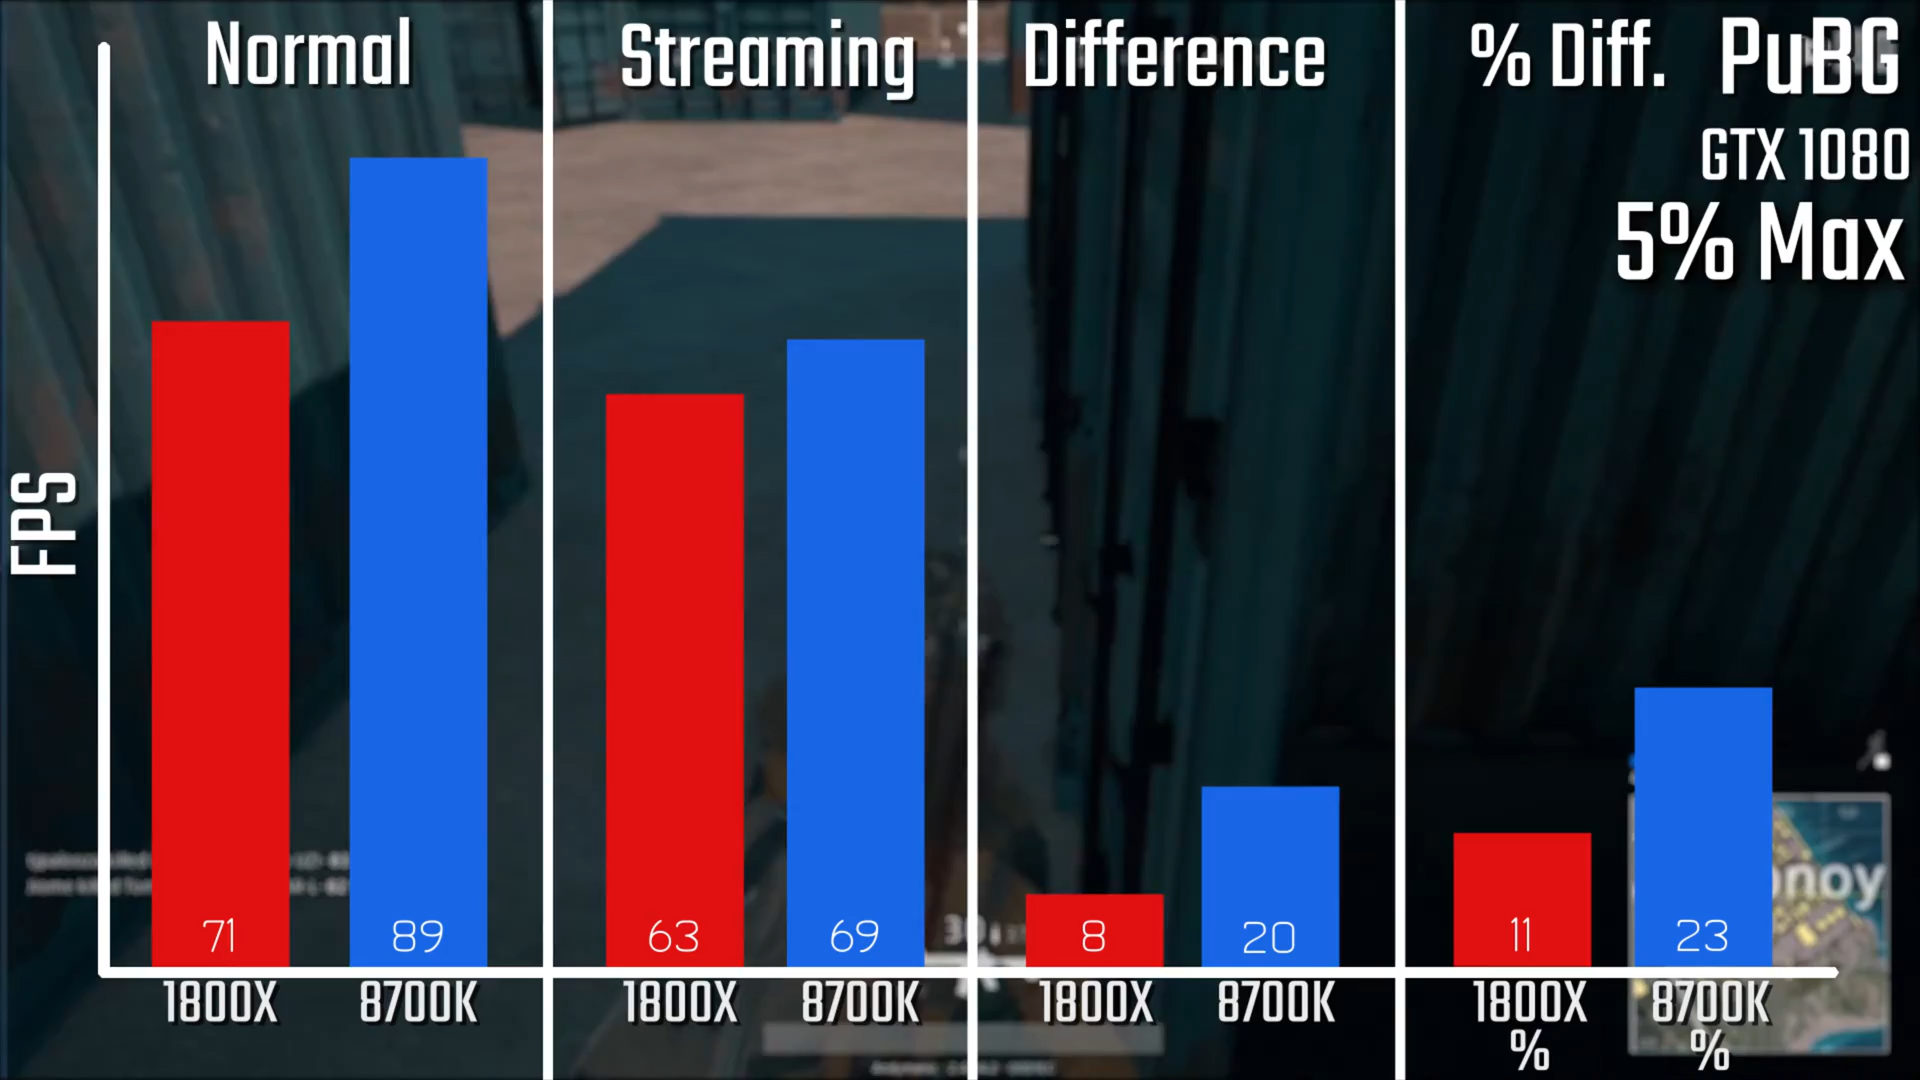 Normal
Streaming
Difference
% Diff.
PuBG
GTX 1080
5% Max
FPS
71
89
63
69
8
20
11
23
1800X
8700K
1800X
8700K
1800X
8700K
1800X
%
8700K
%